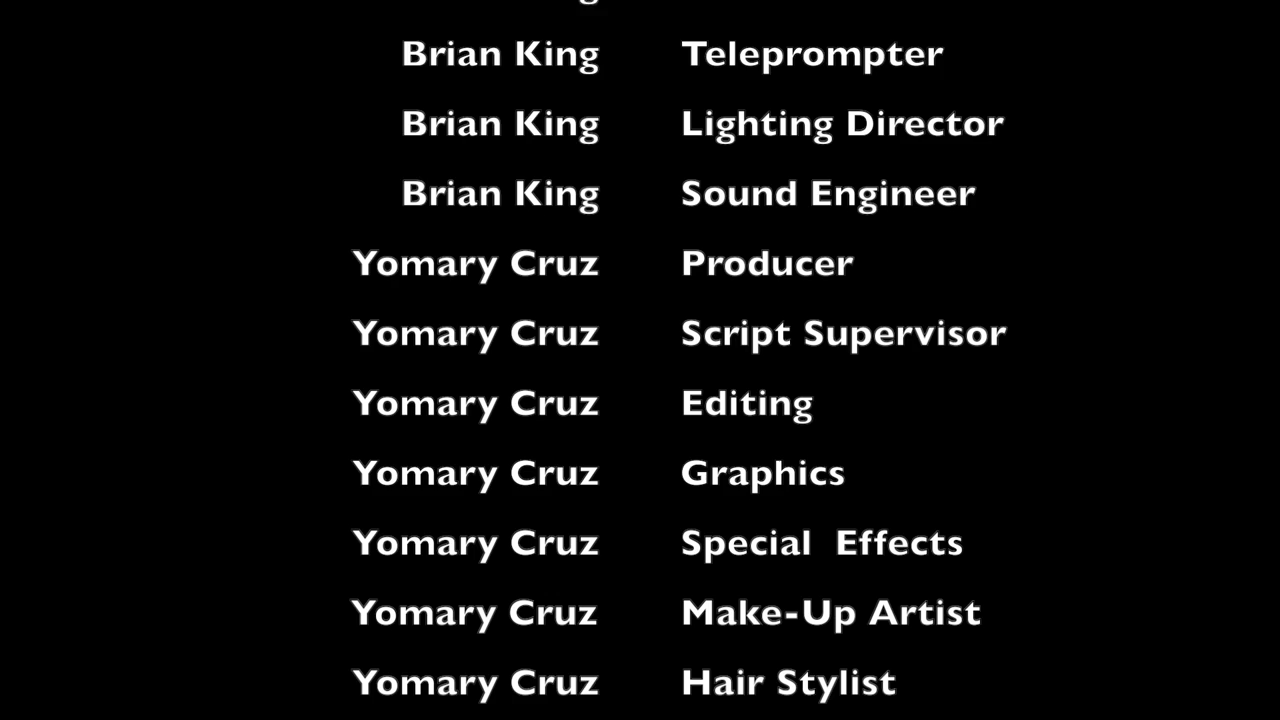 Brian King Teleprompter
Brian King Lighting Director
Brian King Sound Engineer
Yomary Cruz Producer
Yomary Cruz Script Supervisor
Yomary Cruz Editing
Yomary Cruz Graphics
Yomary Cruz Special  Effects
Yomary Cruz Make-Up Artist
Yomary Cruz Hair Stylist